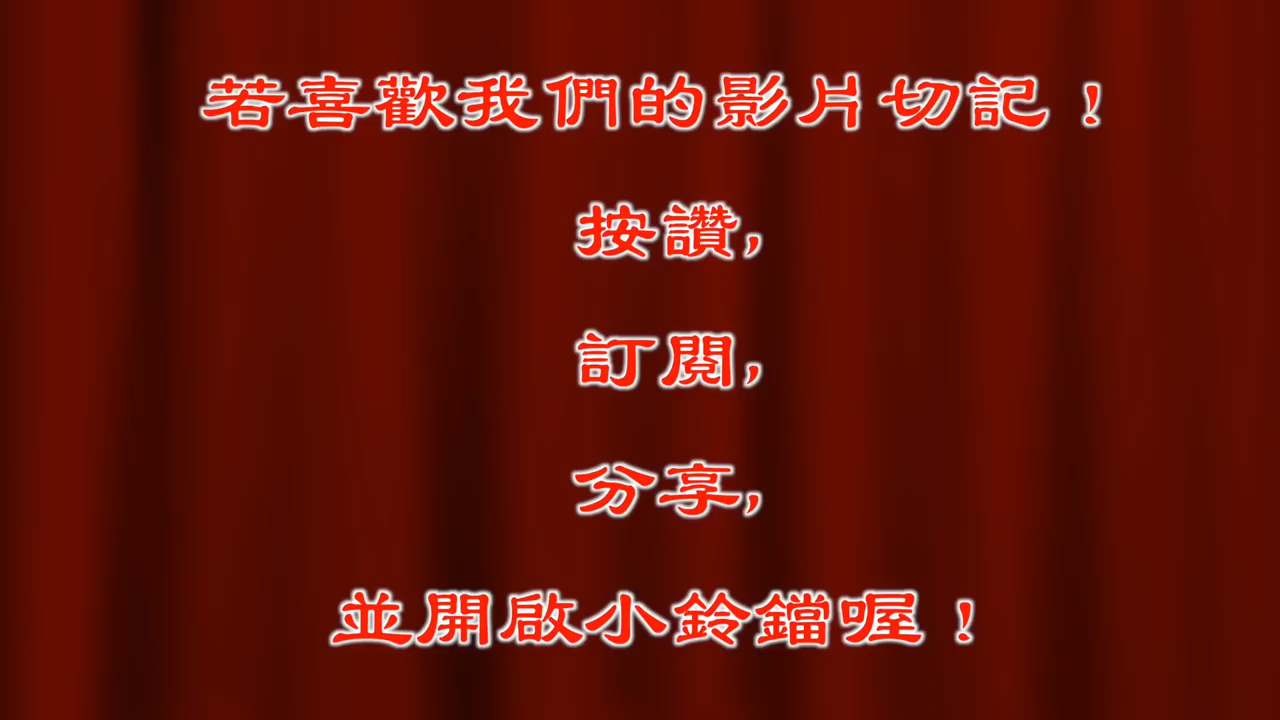 若喜歡我們的影片切記！
按讚,
訂閱,
分享,
並開啟小鈴鐺喔！